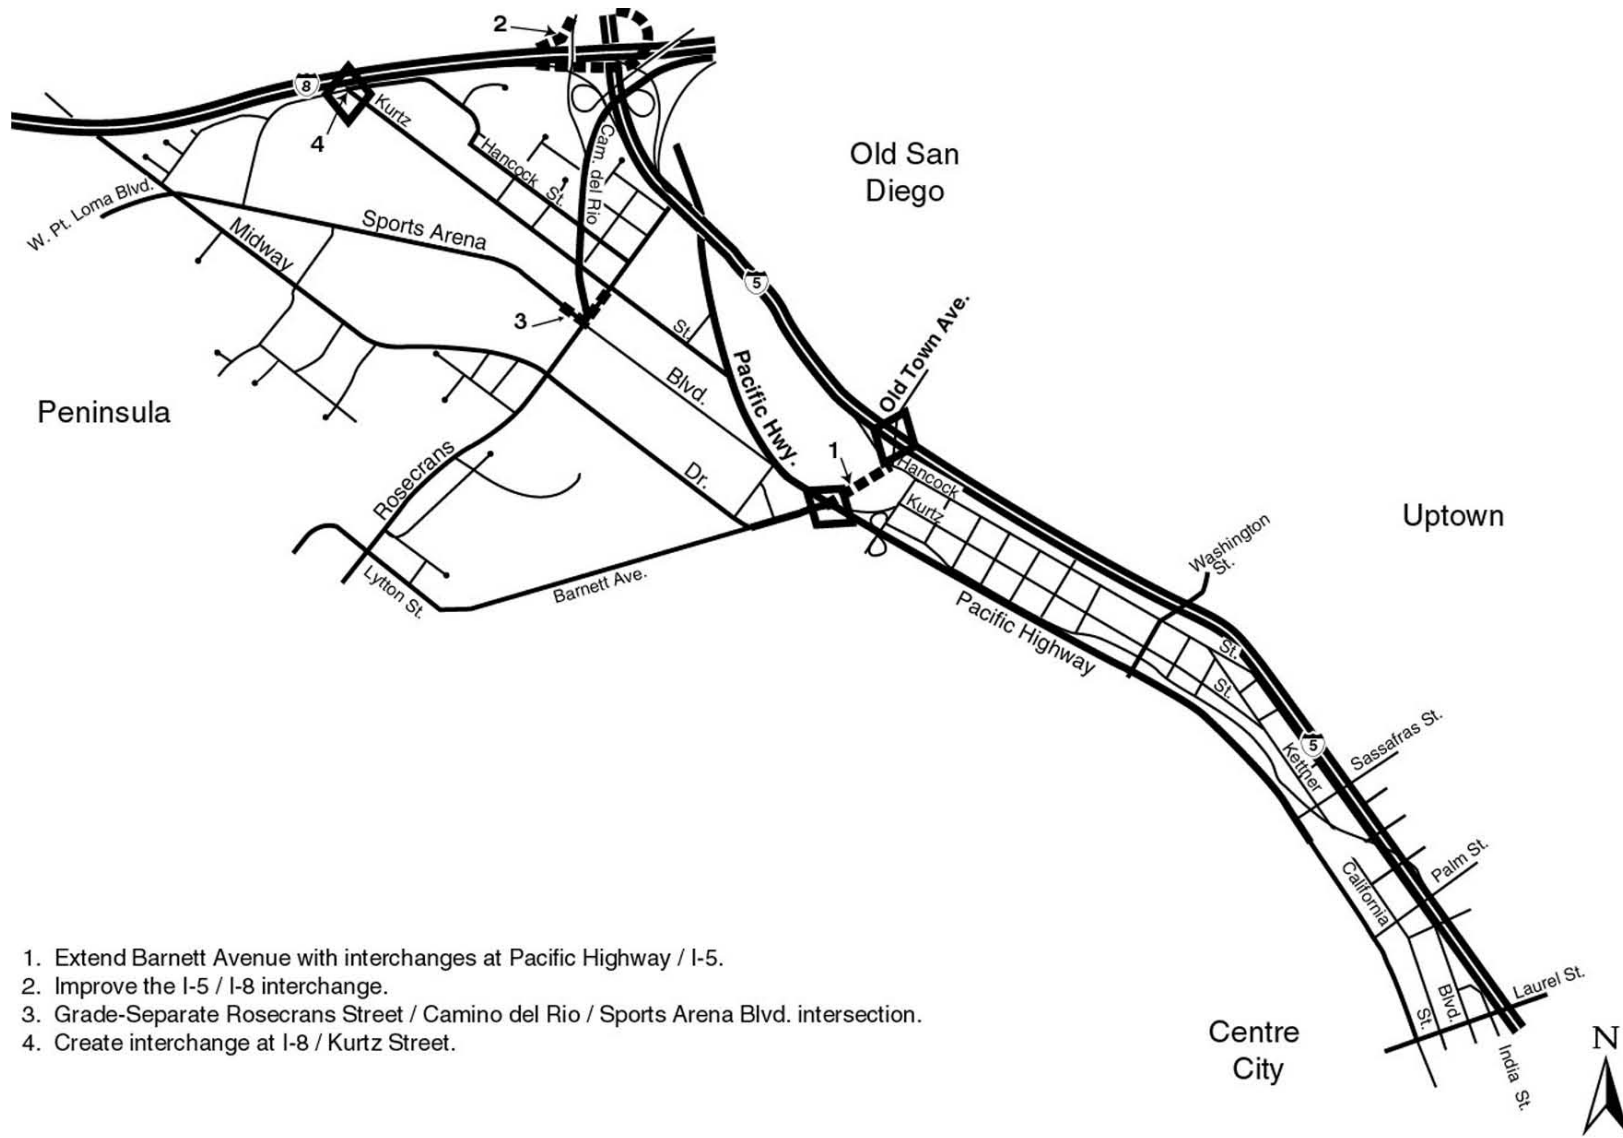 2
8
4
Kurtz
Hancock St.
Cam. del Rio
Old San
Diego
W. Pt. Loma Blvd.
Midway
Sports Arena
5
3
St.
Old Town Ave.
Peninsula
Blvd.
Pacific Hwy.
1
Rosecrans
Dr.
Hancock
Kurtz
Uptown
Washington
St.
Lytton St.
Barnett Ave.
Pacific Highway
St.
St.
5
Sassafras St.
Kettner
Palm St.
California
Laurel St.
Blvd.
St.
India St.
Centre
City
N
1. Extend Barnett Avenue with interchanges at Pacific Highway / I-5.
2. Improve the I-5 / I-8 interchange.
3. Grade-Separate Rosecrans Street / Camino del Rio / Sports Arena Blvd. intersection.
4. Create interchange at I-8 / Kurtz Street.